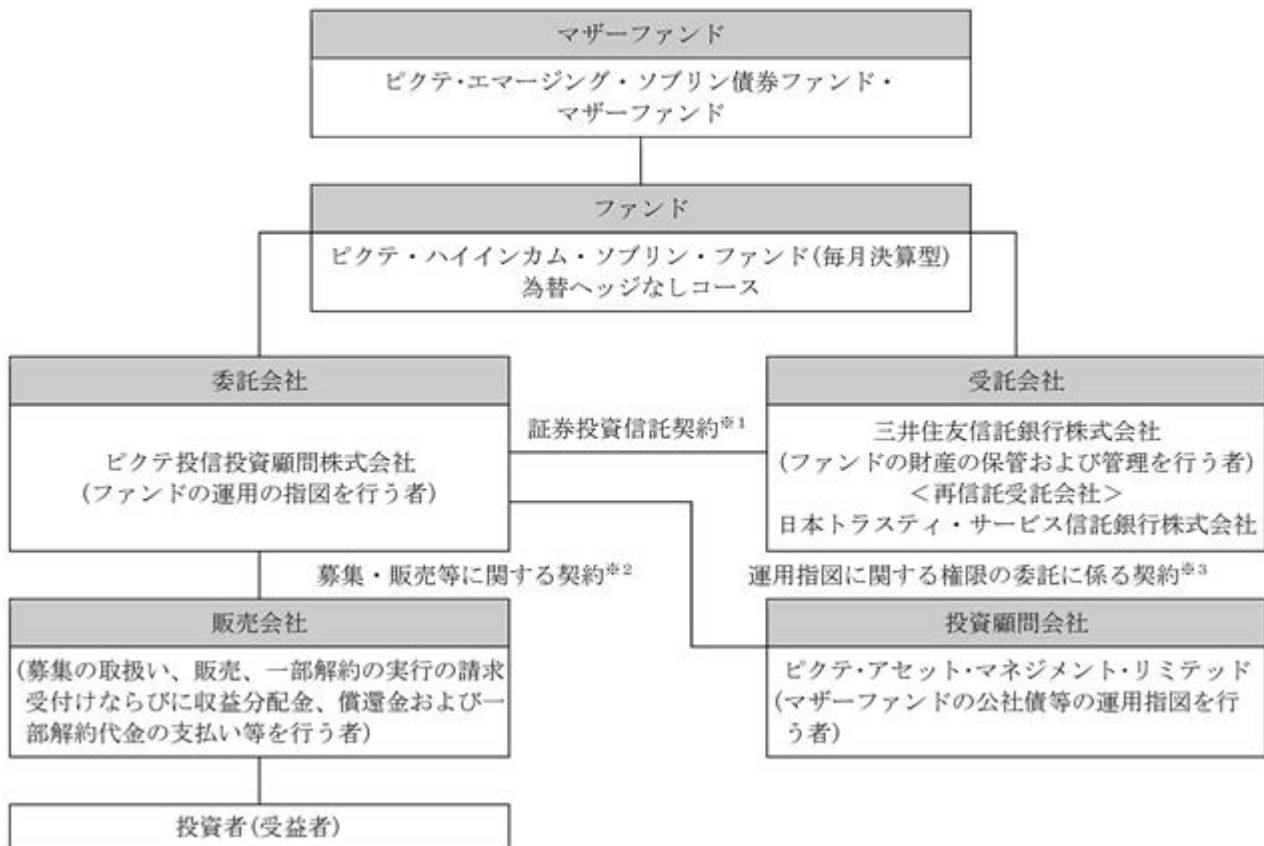 マザーファンド
ピクテ・エマージング・ソブリン債券ファンド・
マザーファンド
ファンド
ピクテ・ハイインカム・ソブリン・ファンド(毎月決算型)
為替ヘッジなしコース
委託会社
ピクテ投信投資顧問株式会社
(ファンドの運用の指図を行う者)
証券投資信託契約※1
受託会社
三井住友信託銀行株式会社
(ファンドの財産の保管および管理を行う者)
＜再信託受託会社＞
日本トラスティ・サービス信託銀行株式会社
募集・販売等に関する契約※2
運用指図に関する権限の委託に係る契約※3
販売会社
(募集の取扱い、販売、一部解約の実行の請求
受付けならびに収益分配金、償還金および一
部解約代金の支払い等を行う者)
投資顧問会社
ピクテ・アセット・マネジメント・リミテッド
(マザーファンドの公社債等の運用指図を行
う者)
投資者(受益者)